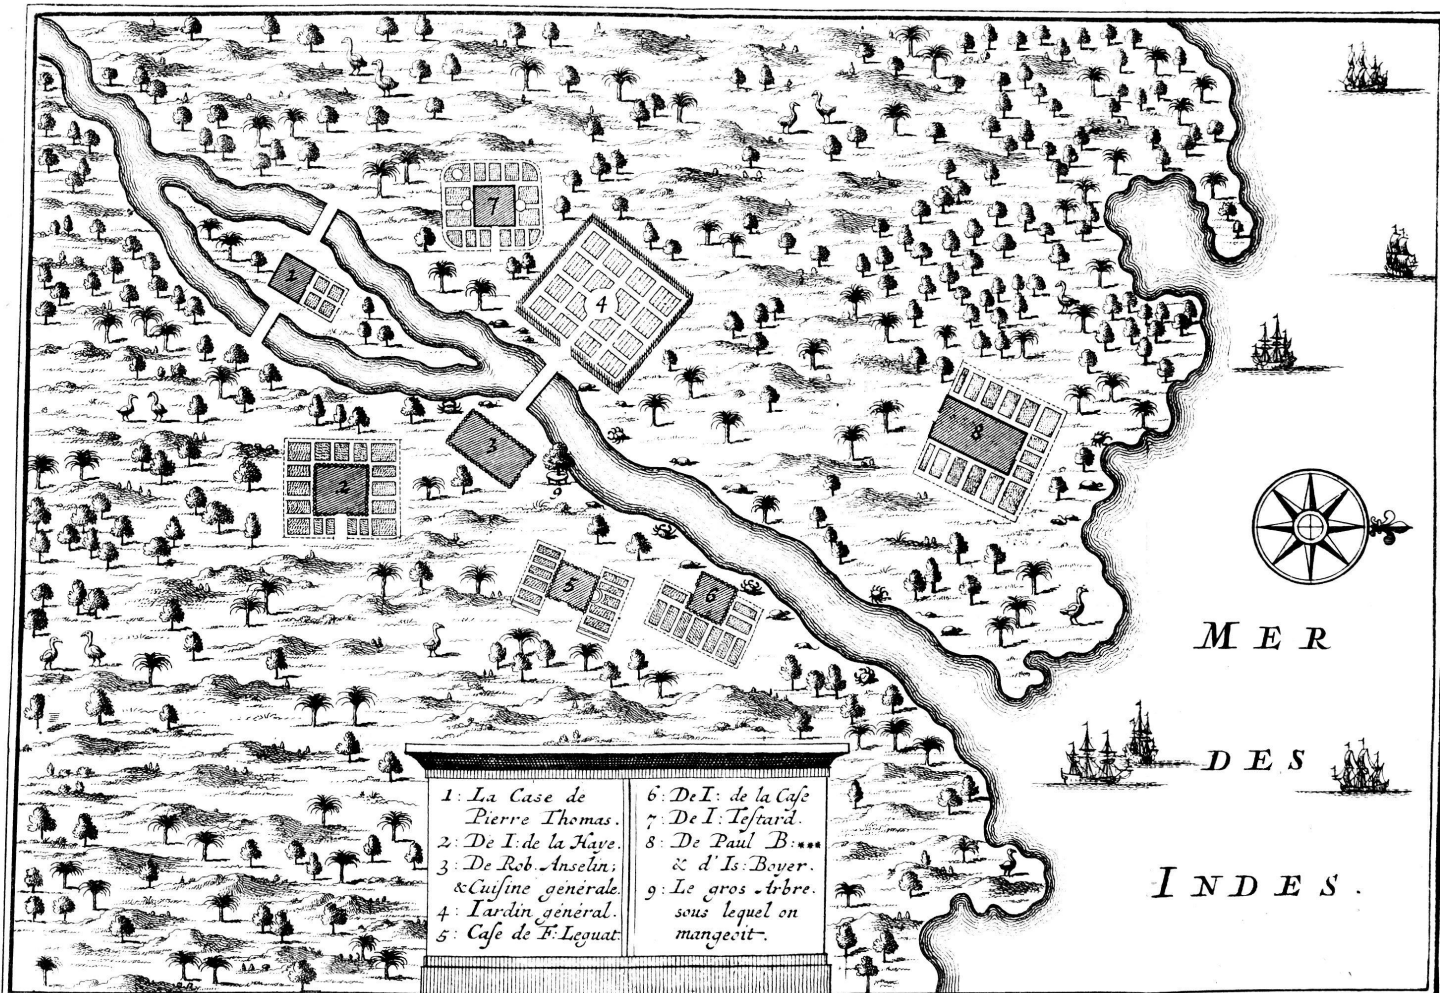 7
1
4
3
8
2
9
5
6
MER
DES
INDES.
1: La Case de
Pierre Thomas.
2: De I: de la Haye.
3: De Rob. Anselin;
& Cuisine générale.
4: Iardin général.
5: Case de F: Leguat
6: De I: de la Case
7: De I: Testard.
8: De Paul B:***
& d'Is: Boyer.
9: Le gros Arbre.
sous lequel on
mangeoit.